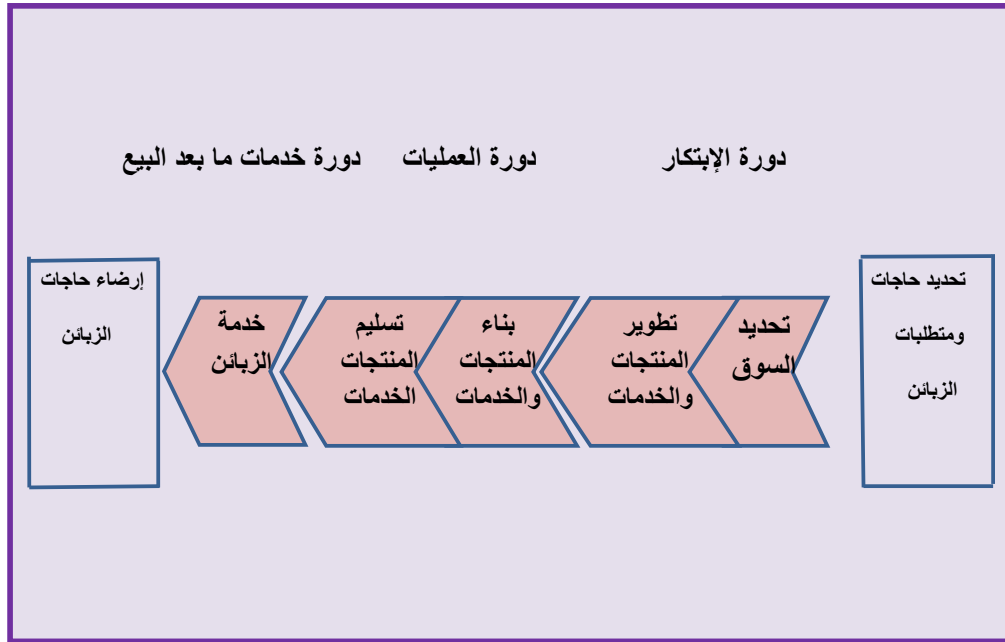 دورة الإبتكار
دورة العمليات
دورة خدمات ما بعد البيع
تحديد حاجات
ومتطلبات
الزبائن
تحديد
السوق
تطوير
المنتجات
والخدمات
بناء
المنتجات
والخدمات
تسليم
المنتجات
الخدمات
خدمة
الزبائن
إرضاء حاجات
الزبائن